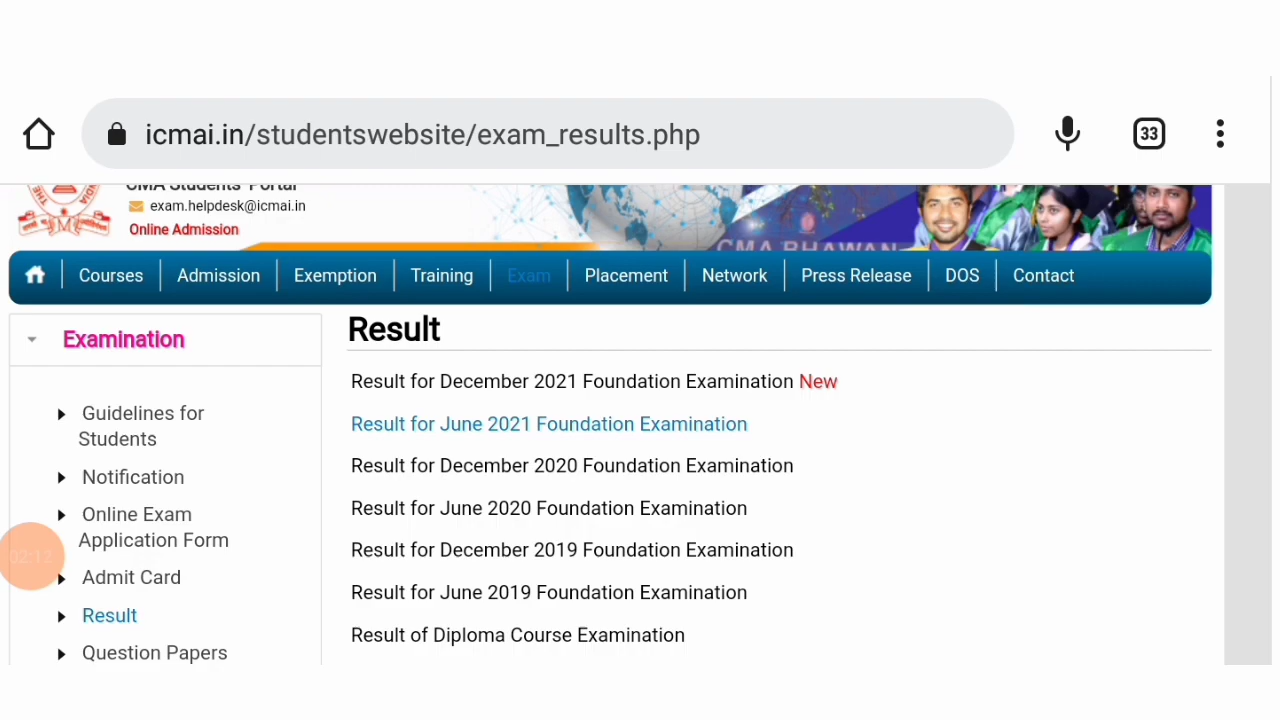 icmai.in/studentswebsite/exam_results.php
33
CMA Students' Portal
exam.helpdesk@icmai.in
Online Admission
CMA BHAWAN
Courses
Admission
Exemption
Training
Exam
Placement
Network
Press Release
DOS
Contact
Examination
Guidelines for
Students
Notification
Online Exam
Application Form
Admit Card
Result
Question Papers
Result
Result for December 2021 Foundation Examination New
Result for June 2021 Foundation Examination
Result for December 2020 Foundation Examination
Result for June 2020 Foundation Examination
Result for December 2019 Foundation Examination
Result for June 2019 Foundation Examination
Result of Diploma Course Examination